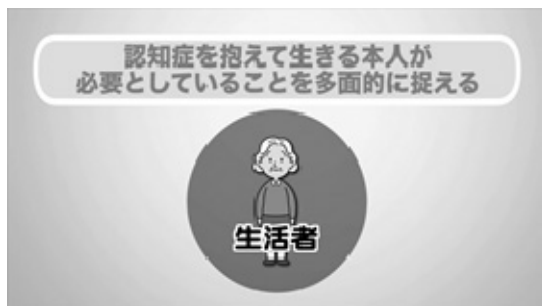 認知症を抱えて生きる本人が
必要としていることを多面的に捉える
生活者